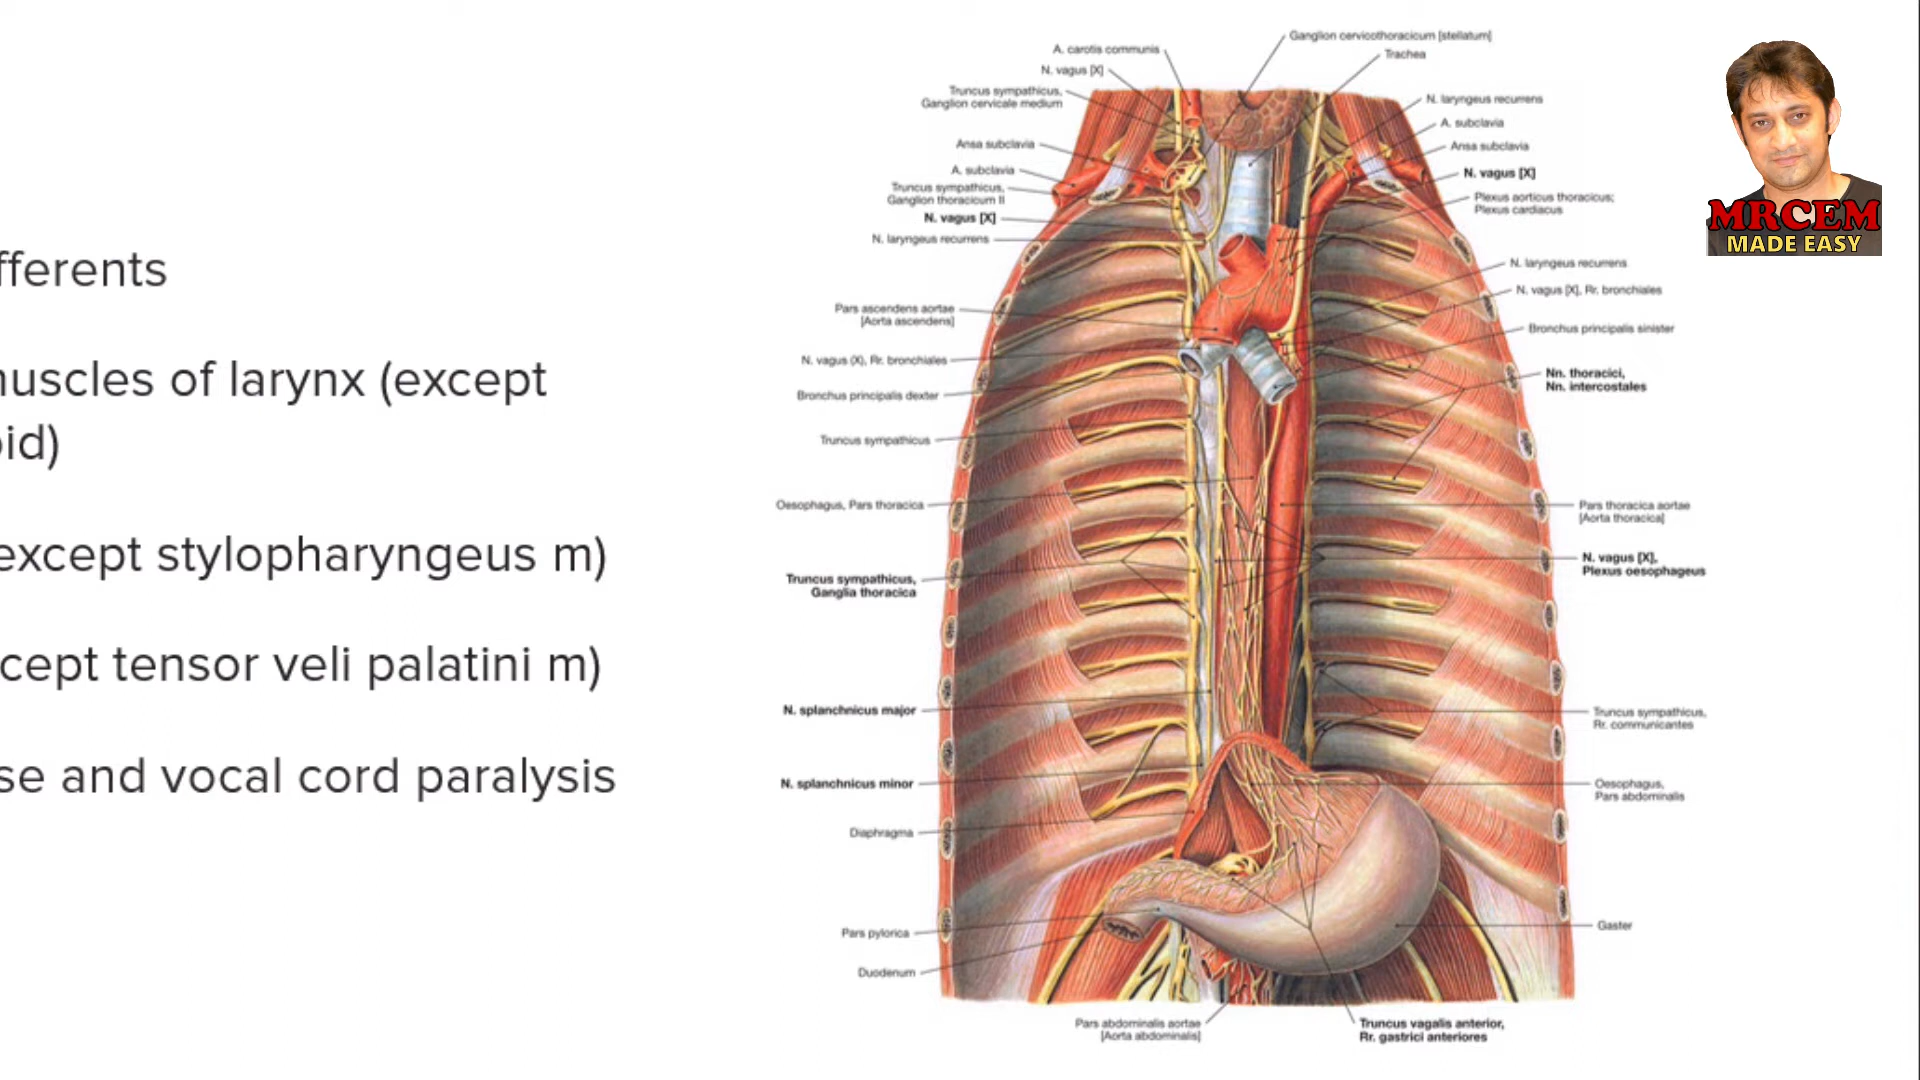 fferents
muscles of larynx (except
oid)
except stylopharyngeus m)
cept tensor veli palatini m)
se and vocal cord paralysis
A. carotis communis
N. vagus [X]
Truncus sympathicus,
Ganglion cervicale medium
Ansa subclavia
A. subclavia
Truncus sympathicus,
Ganglion thoracicum II
N. vagus [X]
N. laryngeus recurrens
Pars ascendens aortae
[Aorta ascendens]
N. vagus (X), Rr. bronchiales
Bronchus principalis dexter
Truncus sympathicus
Oesophagus, Pars thoracica
Truncus sympathicus,
Ganglia thoracica
N. splanchnicus major
N. splanchnicus minor
Diaphragma
Pars pylorica
Duodenum
Pars abdominalis aortae
[Aorta abdominalis]
Ganglion cervicothoracicum [stellatum]
Trachea
N. laryngeus recurrens
A. subclavia
Ansa subclavia
N. vagus [X]
Plexus aorticus thoracicus;
Plexus cardiacus
N. laryngeus recurrens
N. vagus [X], Rr. bronchiales
Bronchus principalis sinister
Nn. thoracici,
Nn. intercostales
Pars thoracica aortae
[Aorta thoracica]
N. vagus [X],
Plexus oesophageus
Truncus sympathicus,
Rr. communicantes
Oesophagus,
Pars abdominalis
Gaster
Truncus vagalis anterior,
Rr. gastrici anteriores
MRCEM
MADE EASY